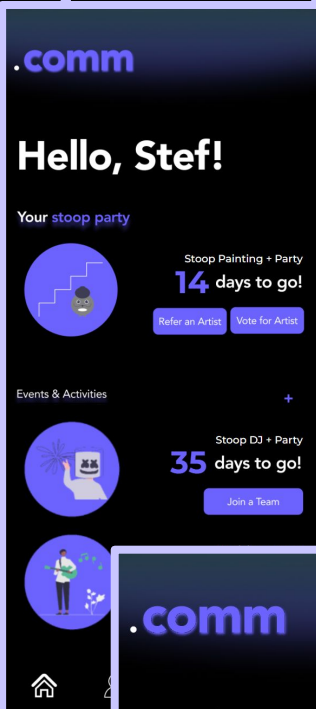 .comm
Hello, Stef!
Your stoop party
Stoop Painting + Party
14 days to go!
Refer an Artist
Vote for Artist
Events & Activities
+
Stoop DJ + Party
35 days to go!
Join a Team
.comm